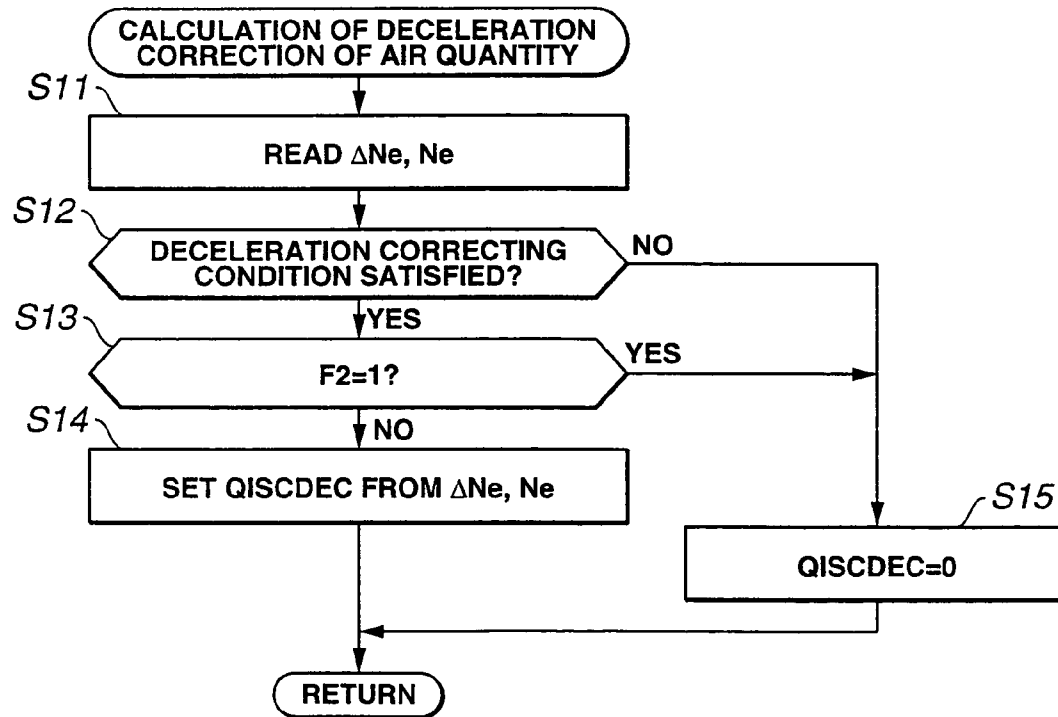 CALCULATION OF DECELERATION
CORRECTION OF AIR QUANTITY
S11
READ ΔNe, Ne
S12
DECELERATION CORRECTING
CONDITION SATISFIED?
NO
YES
S13
F2=1?
YES
NO
S14
SET QISCDEC FROM ΔNe, Ne
S15
QISCDEC=0
RETURN